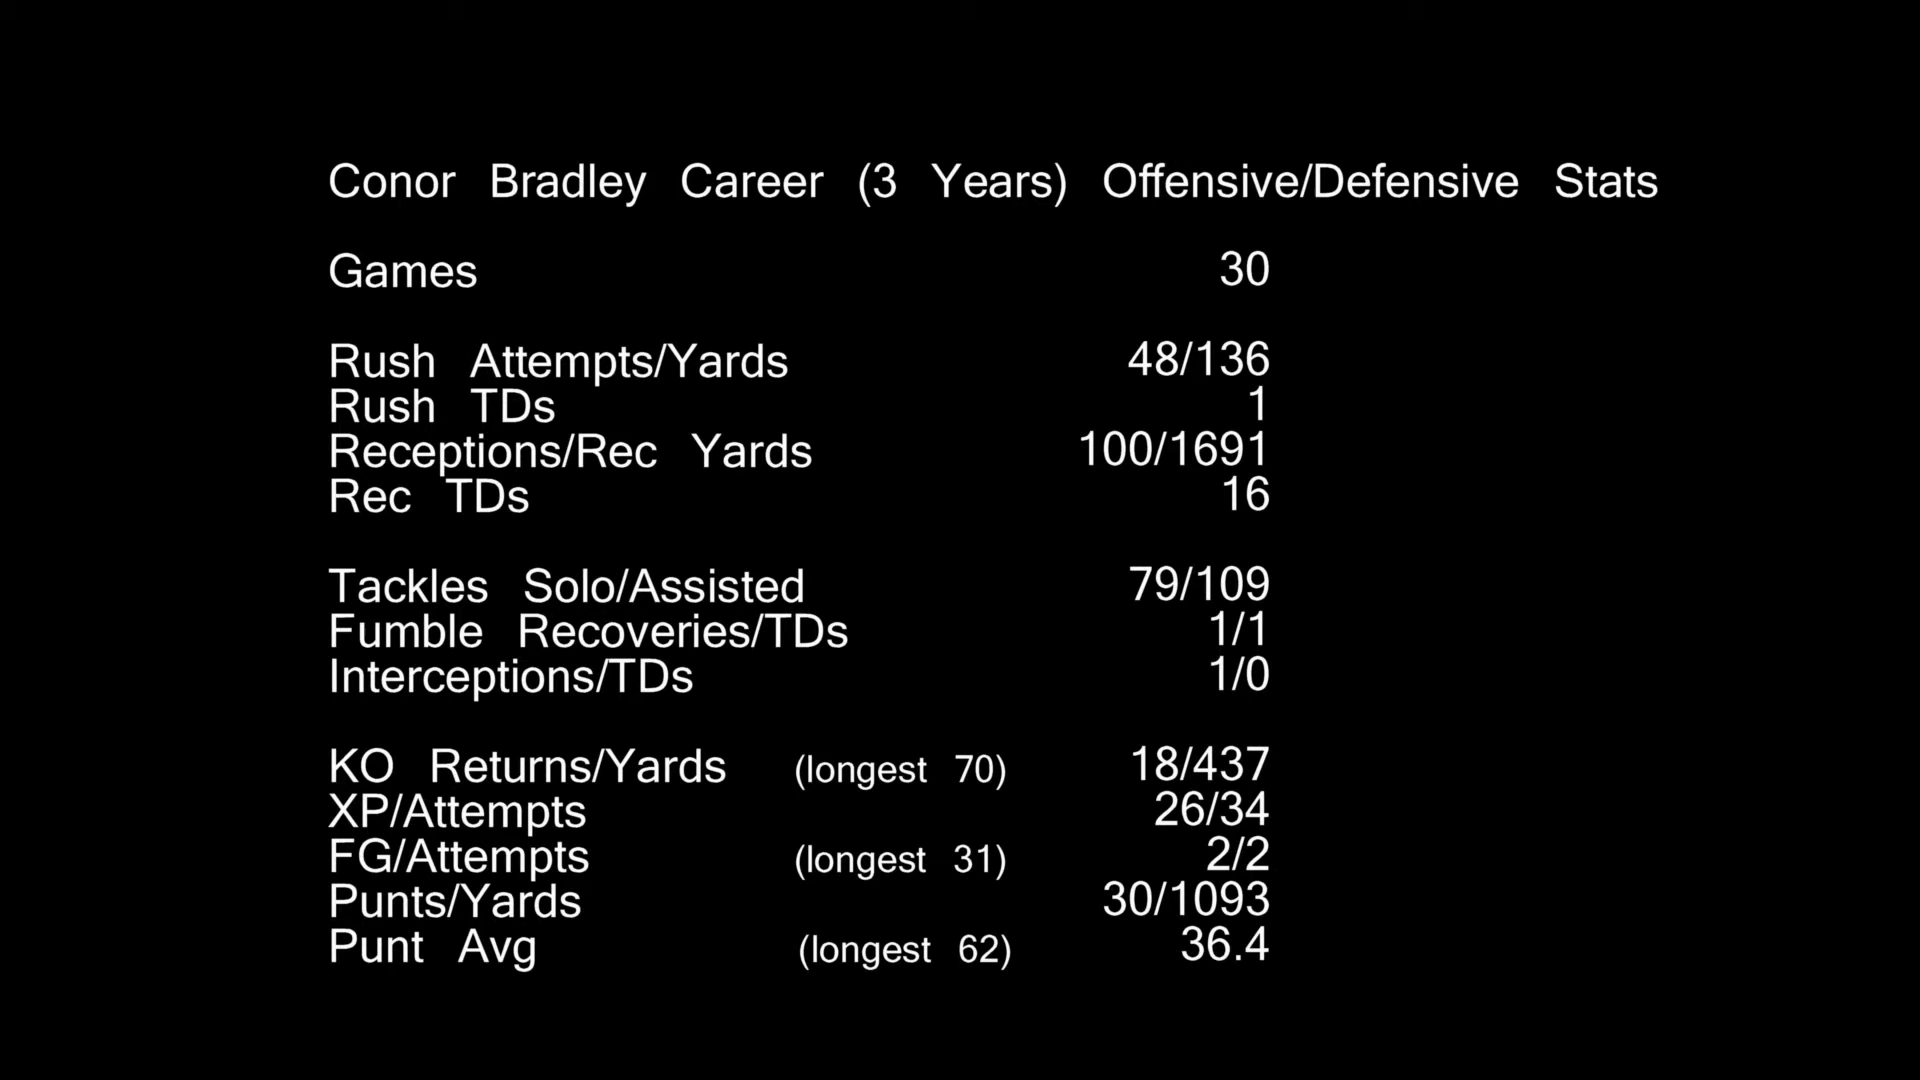 Conor Bradley Career (3 Years) Offensive/Defensive Stats
Games 30
Rush Attempts/Yards 48/136
Rush TDs 1
Receptions/Rec Yards 100/1691
Rec TDs 16
Tackles Solo/Assisted 79/109
Fumble Recoveries/TDs 1/1
Interceptions/TDs 1/0
KO Returns/Yards (longest 70) 18/437
XP/Attempts 26/34
FG/Attempts (longest 31) 2/2
Punts/Yards 30/1093
Punt Avg (longest 62) 36.4